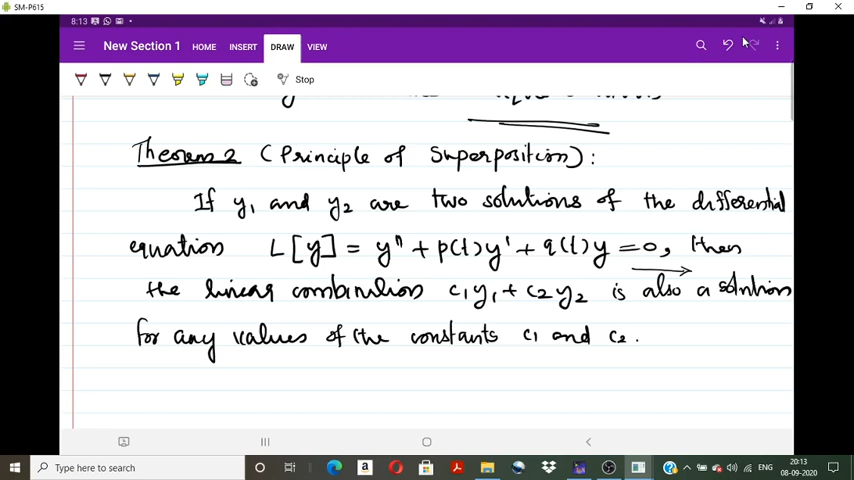 SM-P615
8:13
New Section 1 HOME INSERT DRAW VIEW
Stop
Theorem 2 (Principle of Superposition):
If y₁ and y₂ are two solutions of the differential
equation L[y] = y'' + p(t)y' + q(t)y = 0, then
the linear combination c₁y₁ + c₂y₂ is also a solution
for any values of the constants c₁ and c₂.
Type here to search
ENG
20:13
08-09-2020